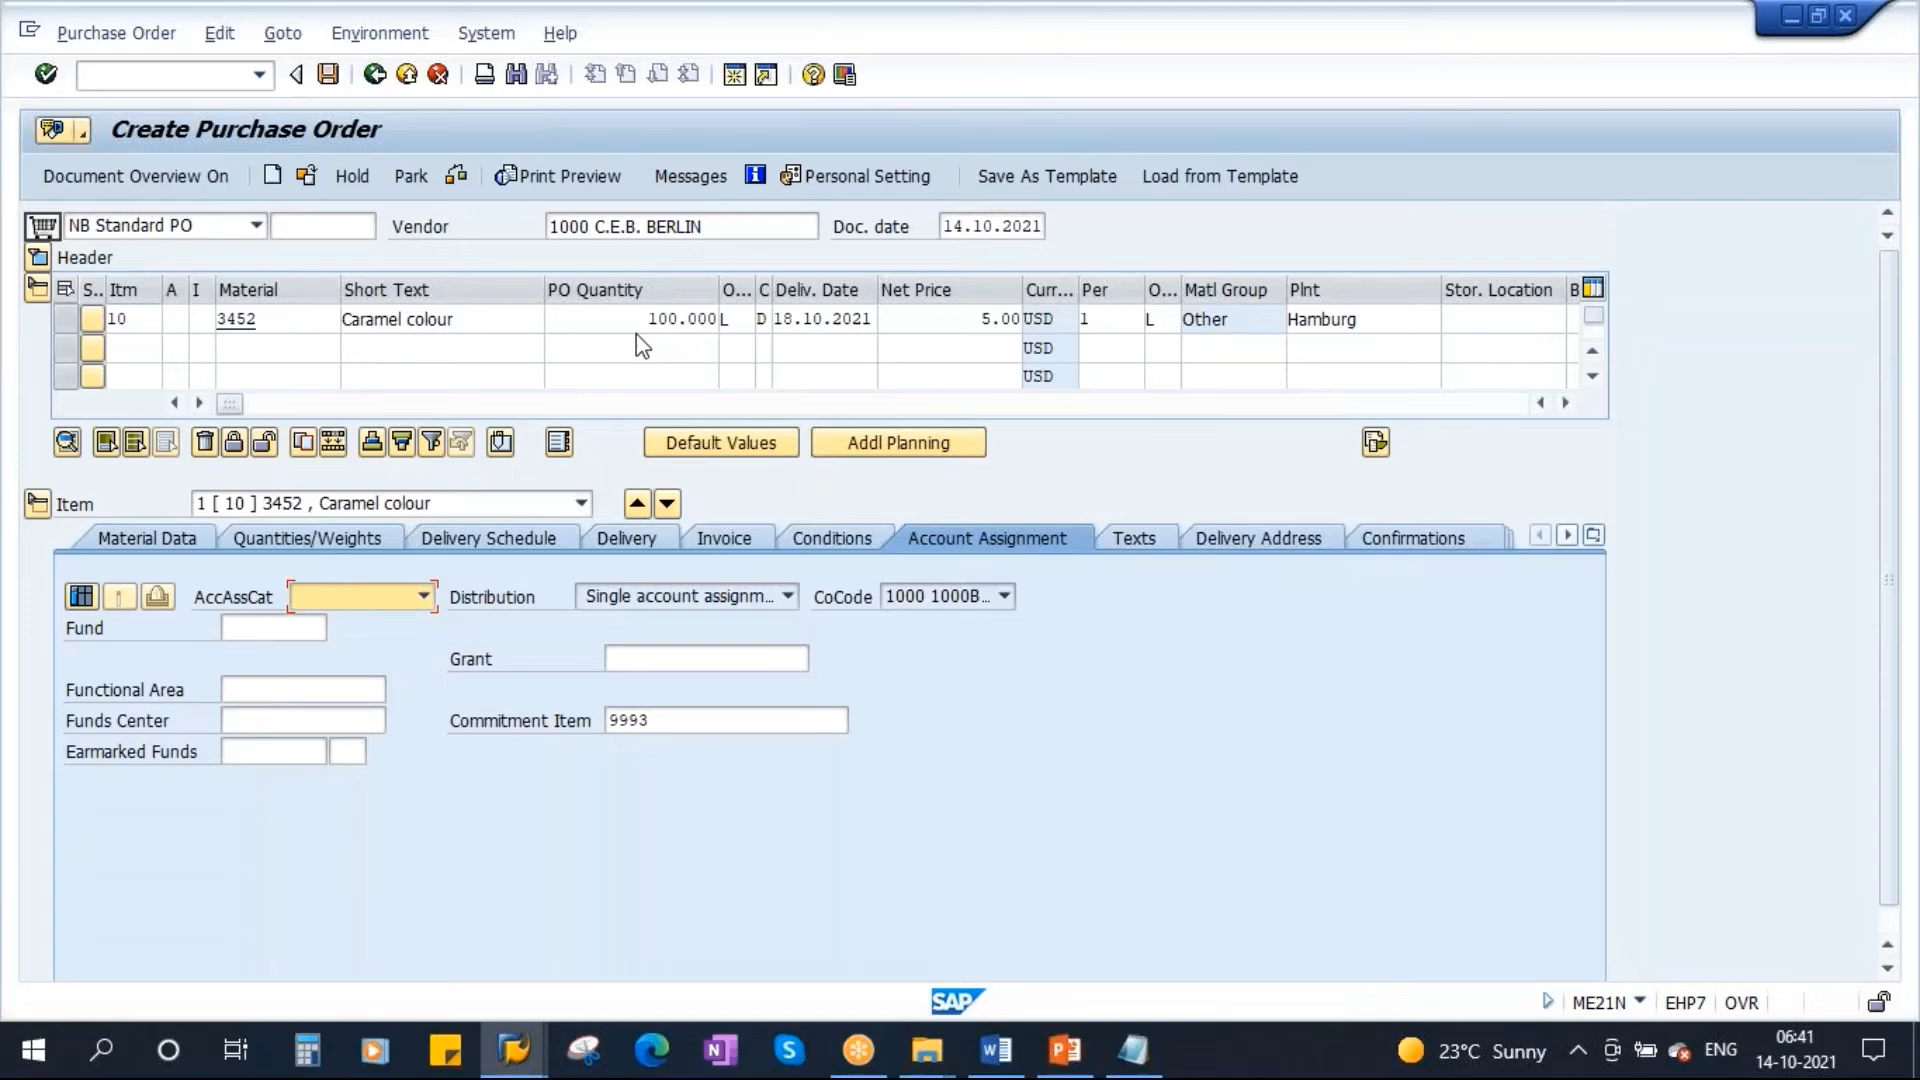 Purchase Order Edit Goto Environment System Help
Create Purchase Order
Document Overview On Hold Park Print Preview Messages Personal Setting Save As Template Load from Template
NB Standard PO Vendor 1000 C.E.B. BERLIN Doc. date 14.10.2021
Header
S.. Itm A I Material Short Text PO Quantity O... C Deliv. Date Net Price Curr... Per O... Matl Group Plnt Stor. Location B
10 3452 Caramel colour 100.000 L D 18.10.2021 5.00 USD 1 L Other Hamburg
USD
USD
Default Values Addl Planning
Item 1 [ 10 ] 3452 , Caramel colour
Material Data Quantities/Weights Delivery Schedule Delivery Invoice Conditions Account Assignment Texts Delivery Address Confirmations
AccAssCat Distribution Single account assignm... CoCode 1000 1000B...
Fund
Grant
Functional Area
Funds Center Commitment Item 9993
Earmarked Funds
SAP ME21N EHP7 OVR
23°C Sunny ENG 06:41
14-10-2021